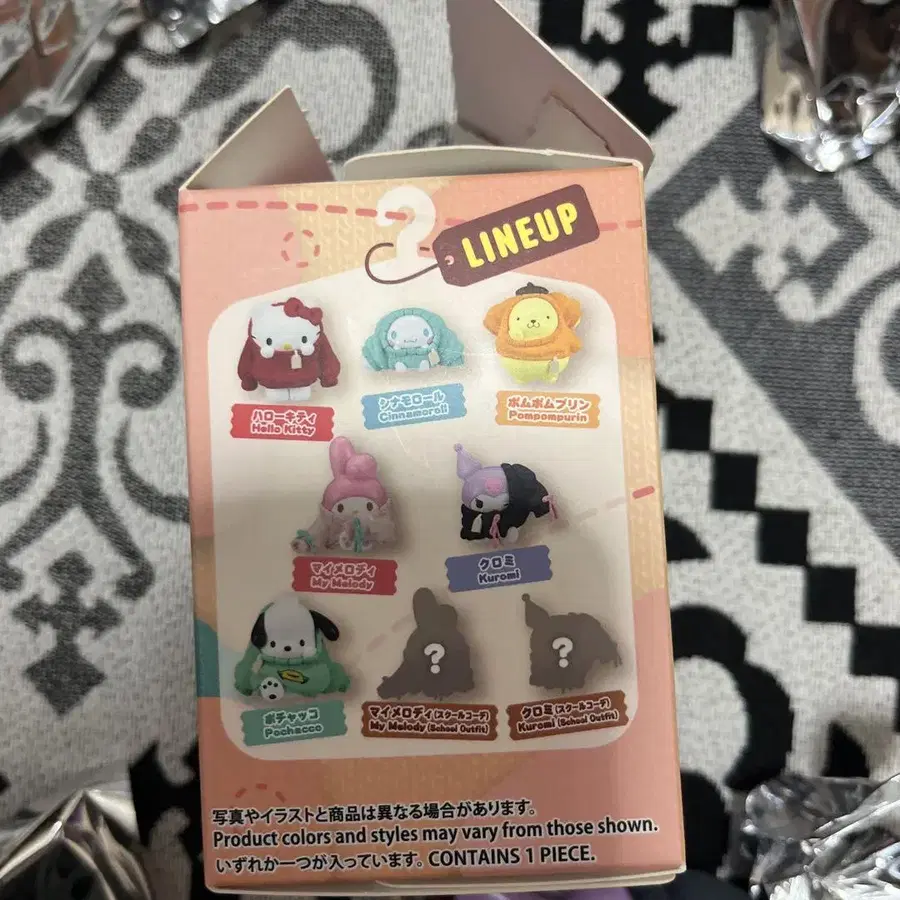 LINEUP
ハローキティ
Hello Kitty
シナモロール
Cinnamoroll
ポムポムプリン
Pompompurin
マイメロディ
My Melody
クロミ
Kuromi
ポチャッコ
Pochacco
?
マイメロディ(スクールコーデ)
My Melody (School Outfit)
?
クロミ(スクールコーデ)
Kuromi (School Outfit)
写真やイラストと商品は異なる場合があります。
Product colors and styles may vary from those shown.
いずれか一つが入っています。CONTAINS 1 PIECE.